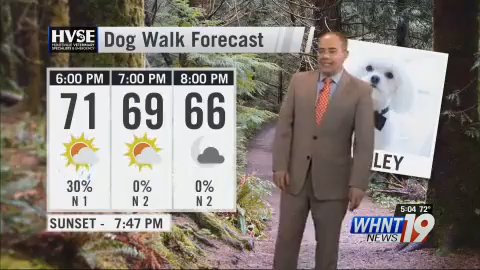 HVSE
Dog Walk Forecast
6:00 PM 7:00 PM 8:00 PM
71 69 66
30% 0% 0%
N 1 N 2 N 2
SUNSET - 7:47 PM
LEY
5:04 72°
WHNT
NEWS 19